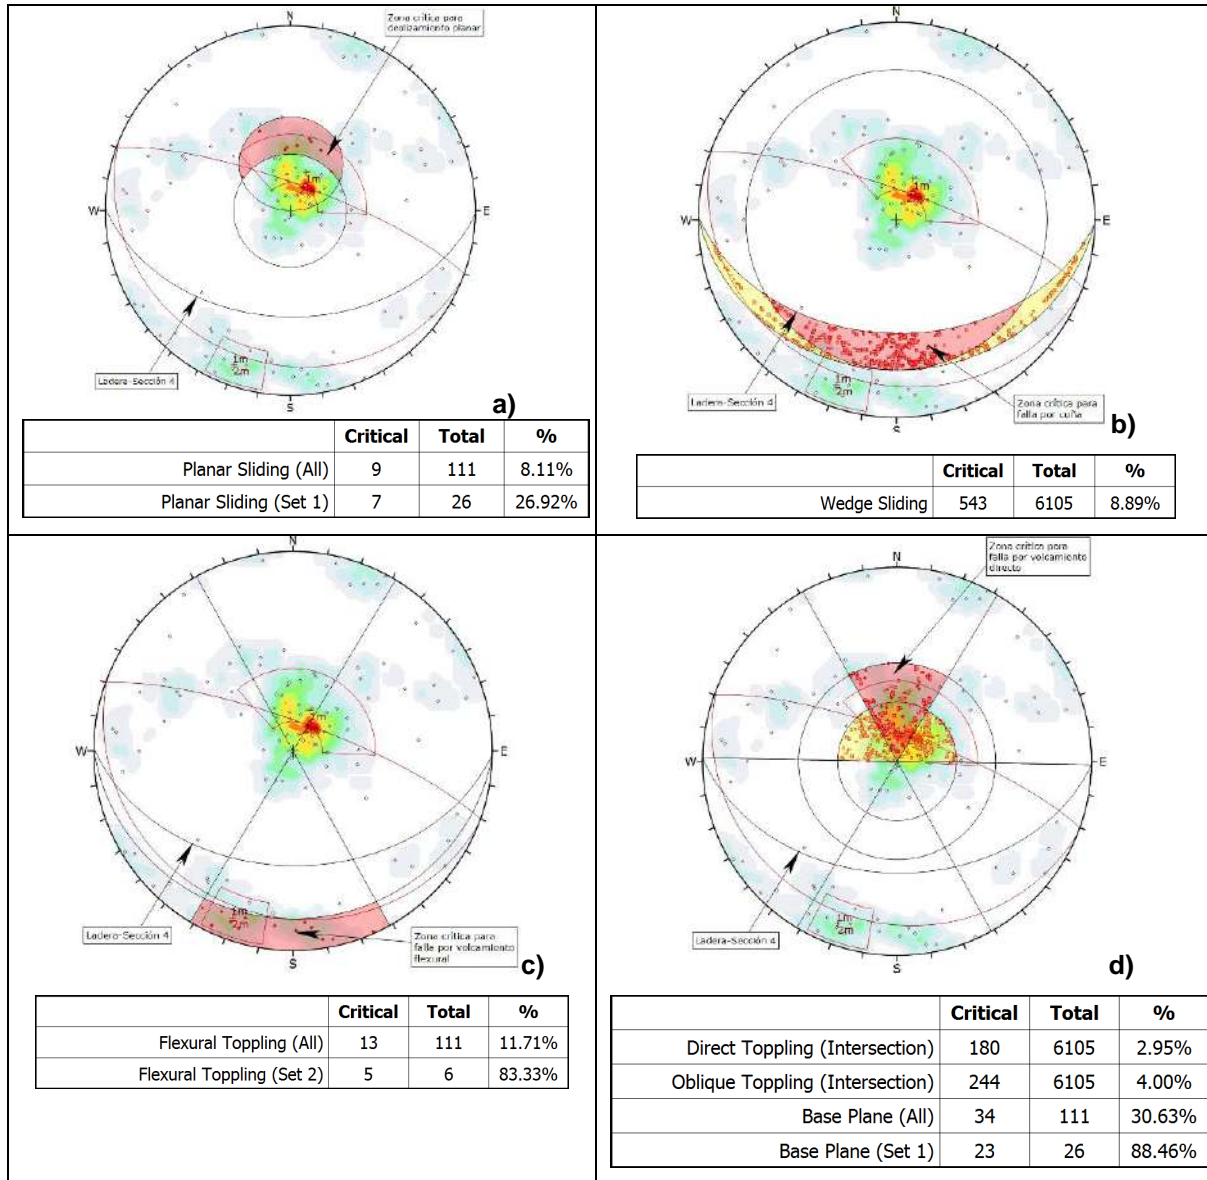 N
Zona crítica para
deslizamiento planar
1m
W
E
Ladera-Sección 4
1m
2m
S
a)
Critical Total %
Planar Sliding (All) 9 111 8.11%
Planar Sliding (Set 1) 7 26 26.92%
N
1m
W
E
Ladera-Sección 4
1m
2m
Zona crítica para
falla por cuña
S
b)
Critical Total %
Wedge Sliding 543 6105 8.89%
N
1m
W
E
Ladera-Sección 4
1m
2m
Zona crítica para
falla por volcamiento
flexural
S
c)
Critical Total %
Flexural Toppling (All) 13 111 11.71%
Flexural Toppling (Set 2) 5 6 83.33%
Zona crítica para
falla por volcamiento
directo
N
W
E
Ladera-Sección 4
1m
2m
S
d)
Critical Total %
Direct Toppling (Intersection) 180 6105 2.95%
Oblique Toppling (Intersection) 244 6105 4.00%
Base Plane (All) 34 111 30.63%
Base Plane (Set 1) 23 26 88.46%